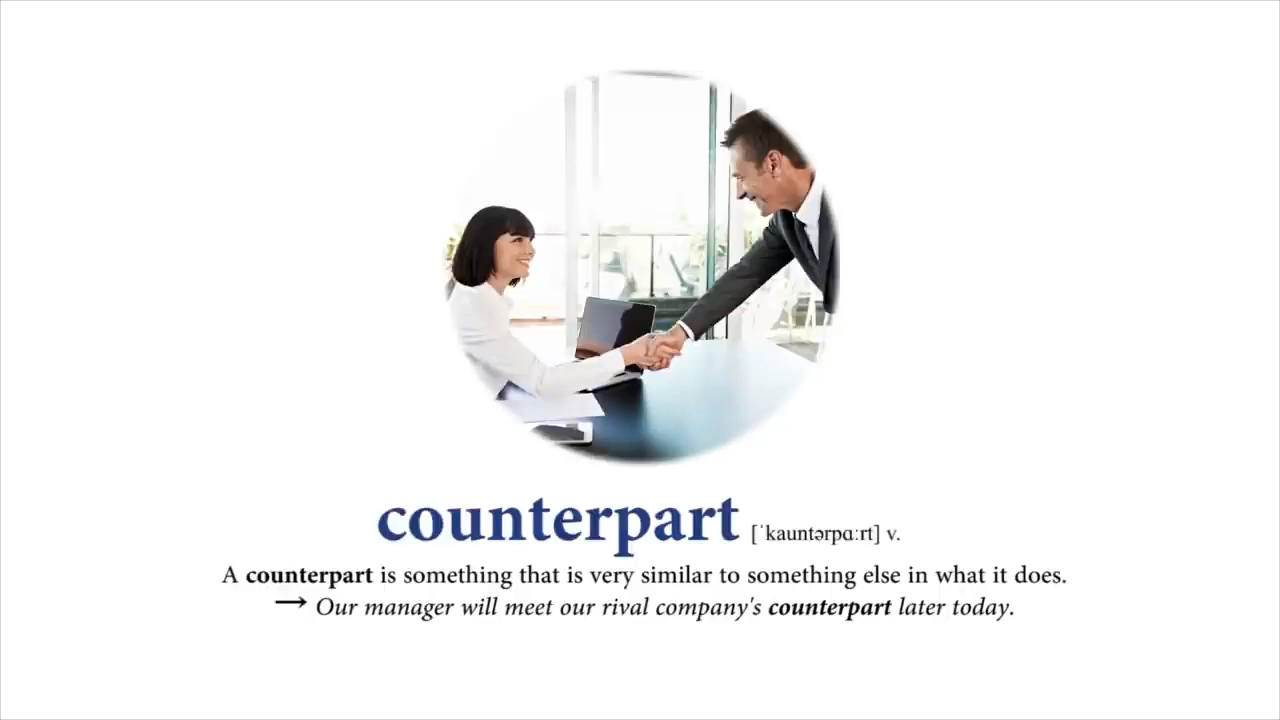 counterpart [ˈkauntərpɑːrt] v.
A counterpart is something that is very similar to something else in what it does.
→ Our manager will meet our rival company's counterpart later today.